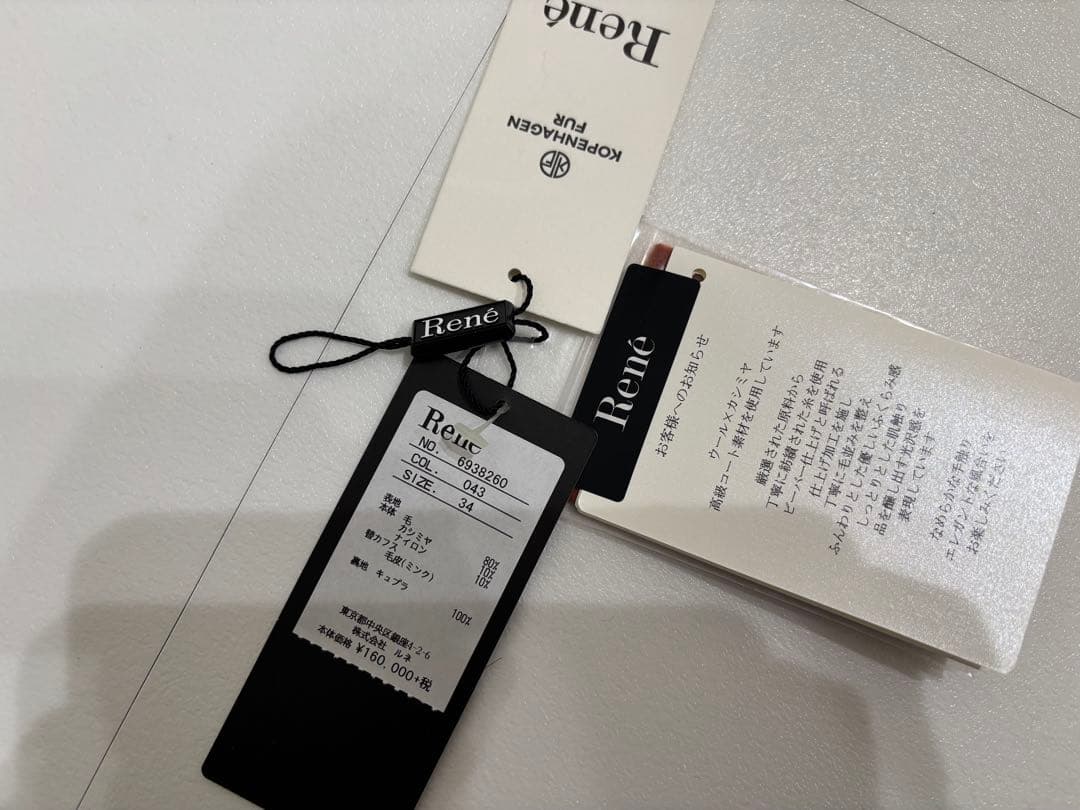 René
KOPENHAGEN
FUR
René
René
NO. 6938260
COL. 043
SIZE. 34
表地
本体 毛 80%
カシミヤ 10%
ナイロン 10%
替カフス
毛皮(ミンク)
裏地 キュプラ 100%
東京都中央区銀座4-2-6
株式会社 ルネ
本体価格 ¥160,000+税
René
お客様へのお知らせ
ウール×カシミヤ
高級コート素材を使用しています
厳選された原料から
丁寧に紡績された糸を使用
ビーバー仕上げと呼ばれる
仕上げ加工を施し
丁寧に毛並みを整え
ふんわりとした優しいふくらみ感
しっとりとした肌触り
品を醸し出す光沢感を
表現しています
なめらかな手触り
エレガントな風合いを
お楽しみください